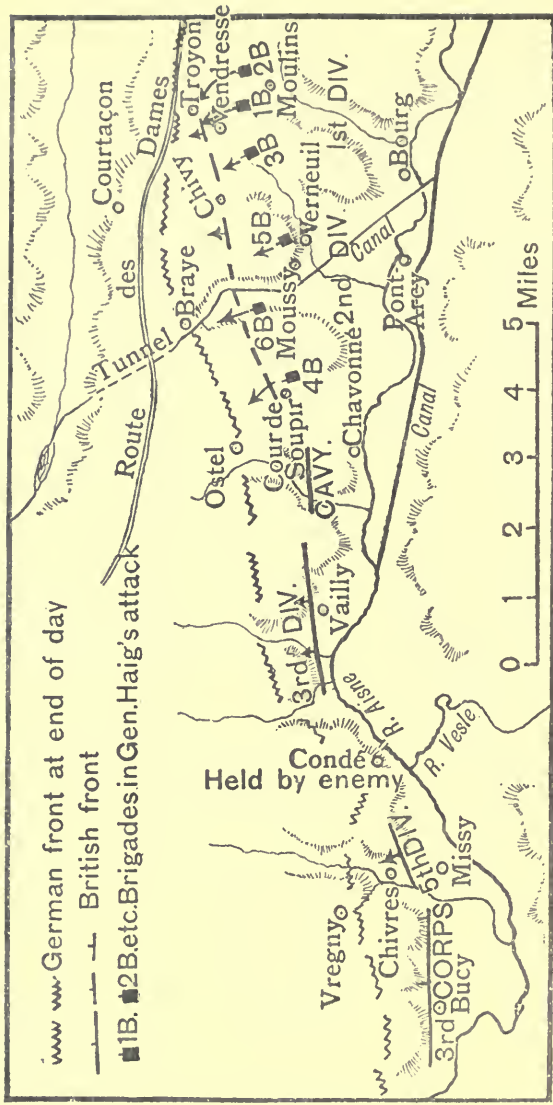 German front at end of day
British front
1B. 2B.etc.Brigades in Gen.Haig's attack
Courtaçon
Route des Dames
Tunnel
Troyon
Vendresse
Chivy
Braye
1B
2B
Moulins
3B
1st DIV.
5B
Verneuil
6B
Moussy
2nd DIV.
Canal
Bourg
Pont-Arcy
Ostel
Cour de Soupir
4B
CAVY.
Chavonne
Canal
3rd DIV.
Vailly
R. Aisne
R. Vesle
Condé
Held by enemy
Vregny
Chivres
5th DIV.
Missy
3rd CORPS
Bucy
0 1 2 3 4 5 Miles